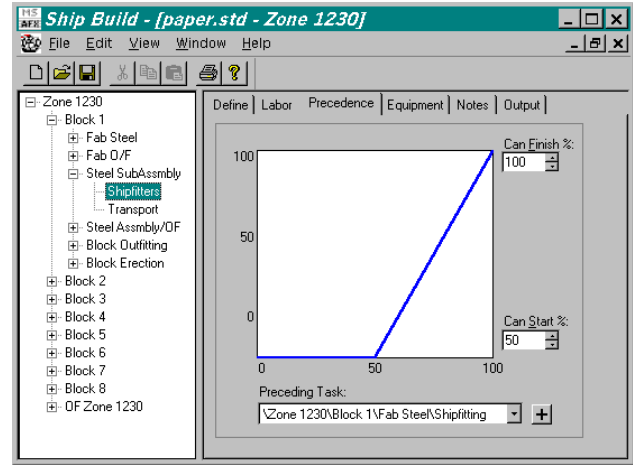 MS AFX Ship Build - [paper.std - Zone 1230]
File Edit View Window Help
Zone 1230
Block 1
Fab Steel
Fab O/F
Steel SubAssmbly
Shipfitters
Transport
Steel Assmbly/OF
Block Outfitting
Block Erection
Block 2
Block 3
Block 4
Block 5
Block 6
Block 7
Block 8
OF Zone 1230
Define Labor Precedence Equipment Notes Output
Can Finish %:
100
100
50
0
Can Start %:
50
0 50 100
Preceding Task:
\Zone 1230\Block 1\Fab Steel\Shipfitting